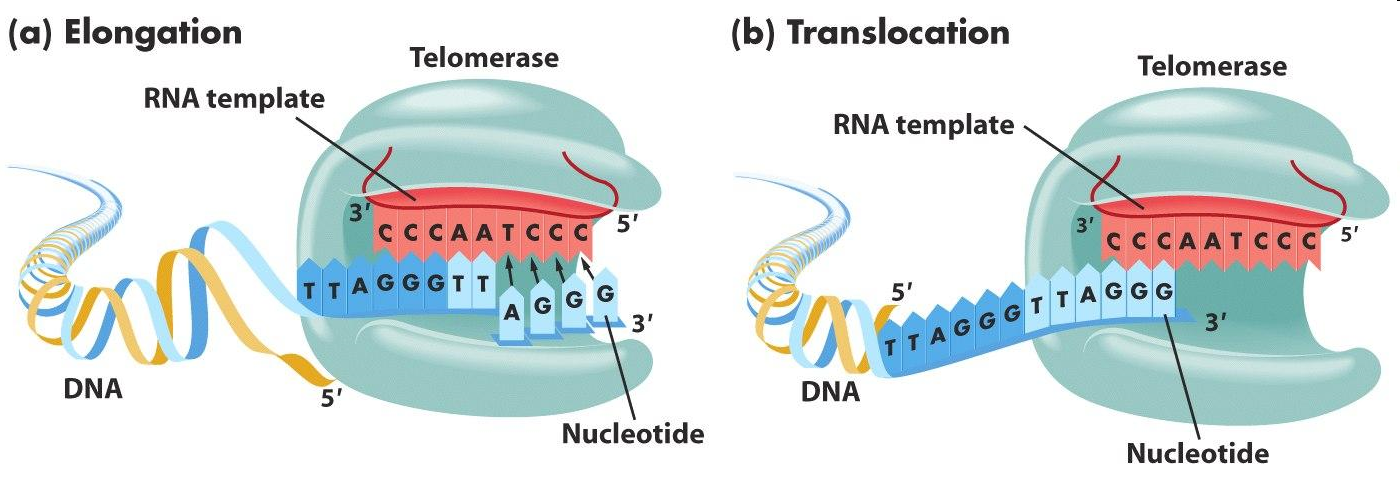 (a) Elongation
Telomerase
RNA template
3′
5′
C C C A A T C C C
T T A G G G T T
A G G G
3′
DNA
5′
Nucleotide
(b) Translocation
Telomerase
RNA template
3′
5′
C C C A A T C C C
5′
T T A G G G T T A G G G
3′
DNA
Nucleotide